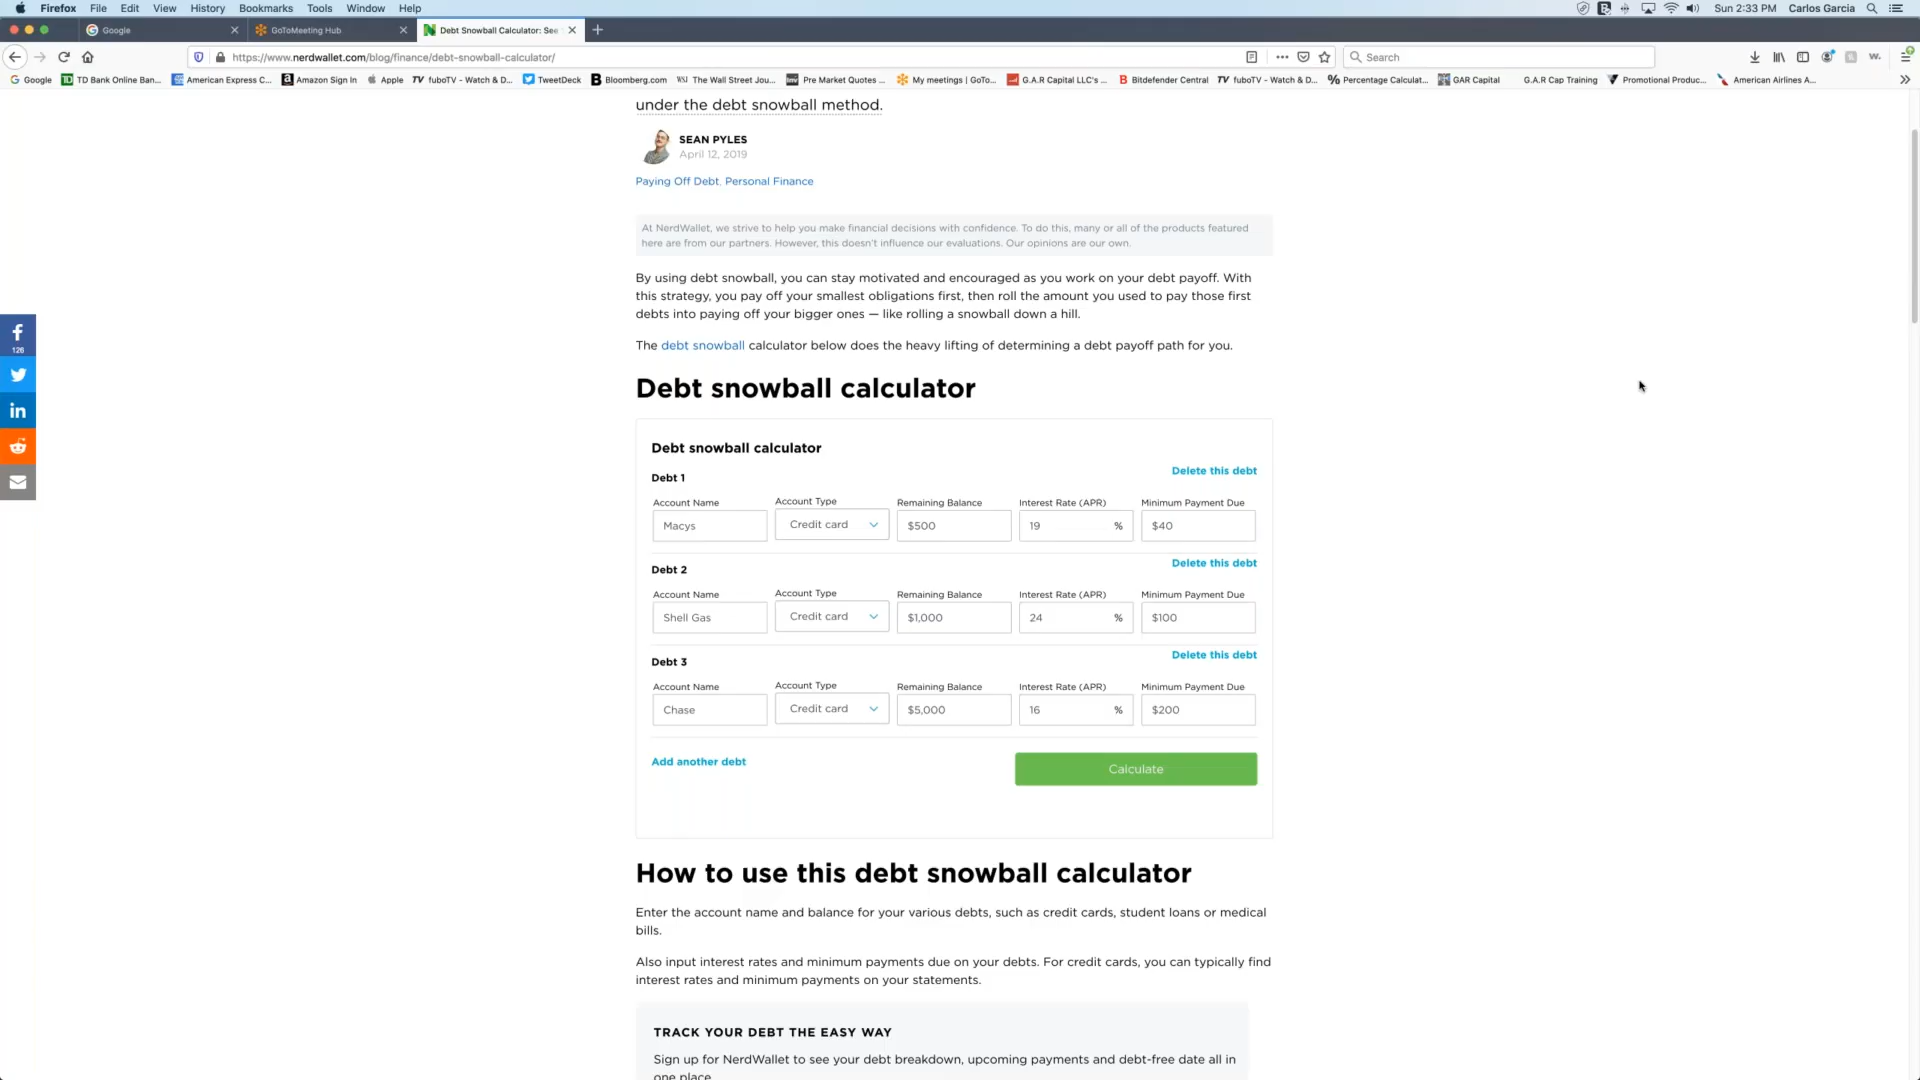 Firefox File Edit View History Bookmarks Tools Window Help
Sun 2:33 PM Carlos Garcia
Google
GoToMeeting Hub
Debt Snowball Calculator: See
https://www.nerdwallet.com/blog/finance/debt-snowball-calculator/
Search
Google TD Bank Online Ban... American Express C... Amazon Sign In Apple fuboTV - Watch & D... TweetDeck Bloomberg.com WSJ The Wall Street Jou... Pre Market Quotes ... My meetings | GoTo... G.A.R Capital LLC's ... Bitdefender Central fuboTV - Watch & D... Percentage Calculat... GAR Capital G.A.R Cap Training Promotional Produc... American Airlines A...
under the debt snowball method.
SEAN PYLES
April 12, 2019
Paying Off Debt, Personal Finance
At NerdWallet, we strive to help you make financial decisions with confidence. To do this, many or all of the products featured
here are from our partners. However, this doesn't influence our evaluations. Our opinions are our own.
By using debt snowball, you can stay motivated and encouraged as you work on your debt payoff. With
this strategy, you pay off your smallest obligations first, then roll the amount you used to pay those first
debts into paying off your bigger ones — like rolling a snowball down a hill.
126
The debt snowball calculator below does the heavy lifting of determining a debt payoff path for you.
Debt snowball calculator
Debt snowball calculator
Debt 1 Delete this debt
Account Name Account Type Remaining Balance Interest Rate (APR) Minimum Payment Due
Macys Credit card $500 19 % $40
Debt 2 Delete this debt
Account Name Account Type Remaining Balance Interest Rate (APR) Minimum Payment Due
Shell Gas Credit card $1,000 24 % $100
Debt 3 Delete this debt
Account Name Account Type Remaining Balance Interest Rate (APR) Minimum Payment Due
Chase Credit card $5,000 16 % $200
Add another debt Calculate
How to use this debt snowball calculator
Enter the account name and balance for your various debts, such as credit cards, student loans or medical
bills.
Also input interest rates and minimum payments due on your debts. For credit cards, you can typically find
interest rates and minimum payments on your statements.
TRACK YOUR DEBT THE EASY WAY
Sign up for NerdWallet to see your debt breakdown, upcoming payments and debt-free date all in
one place